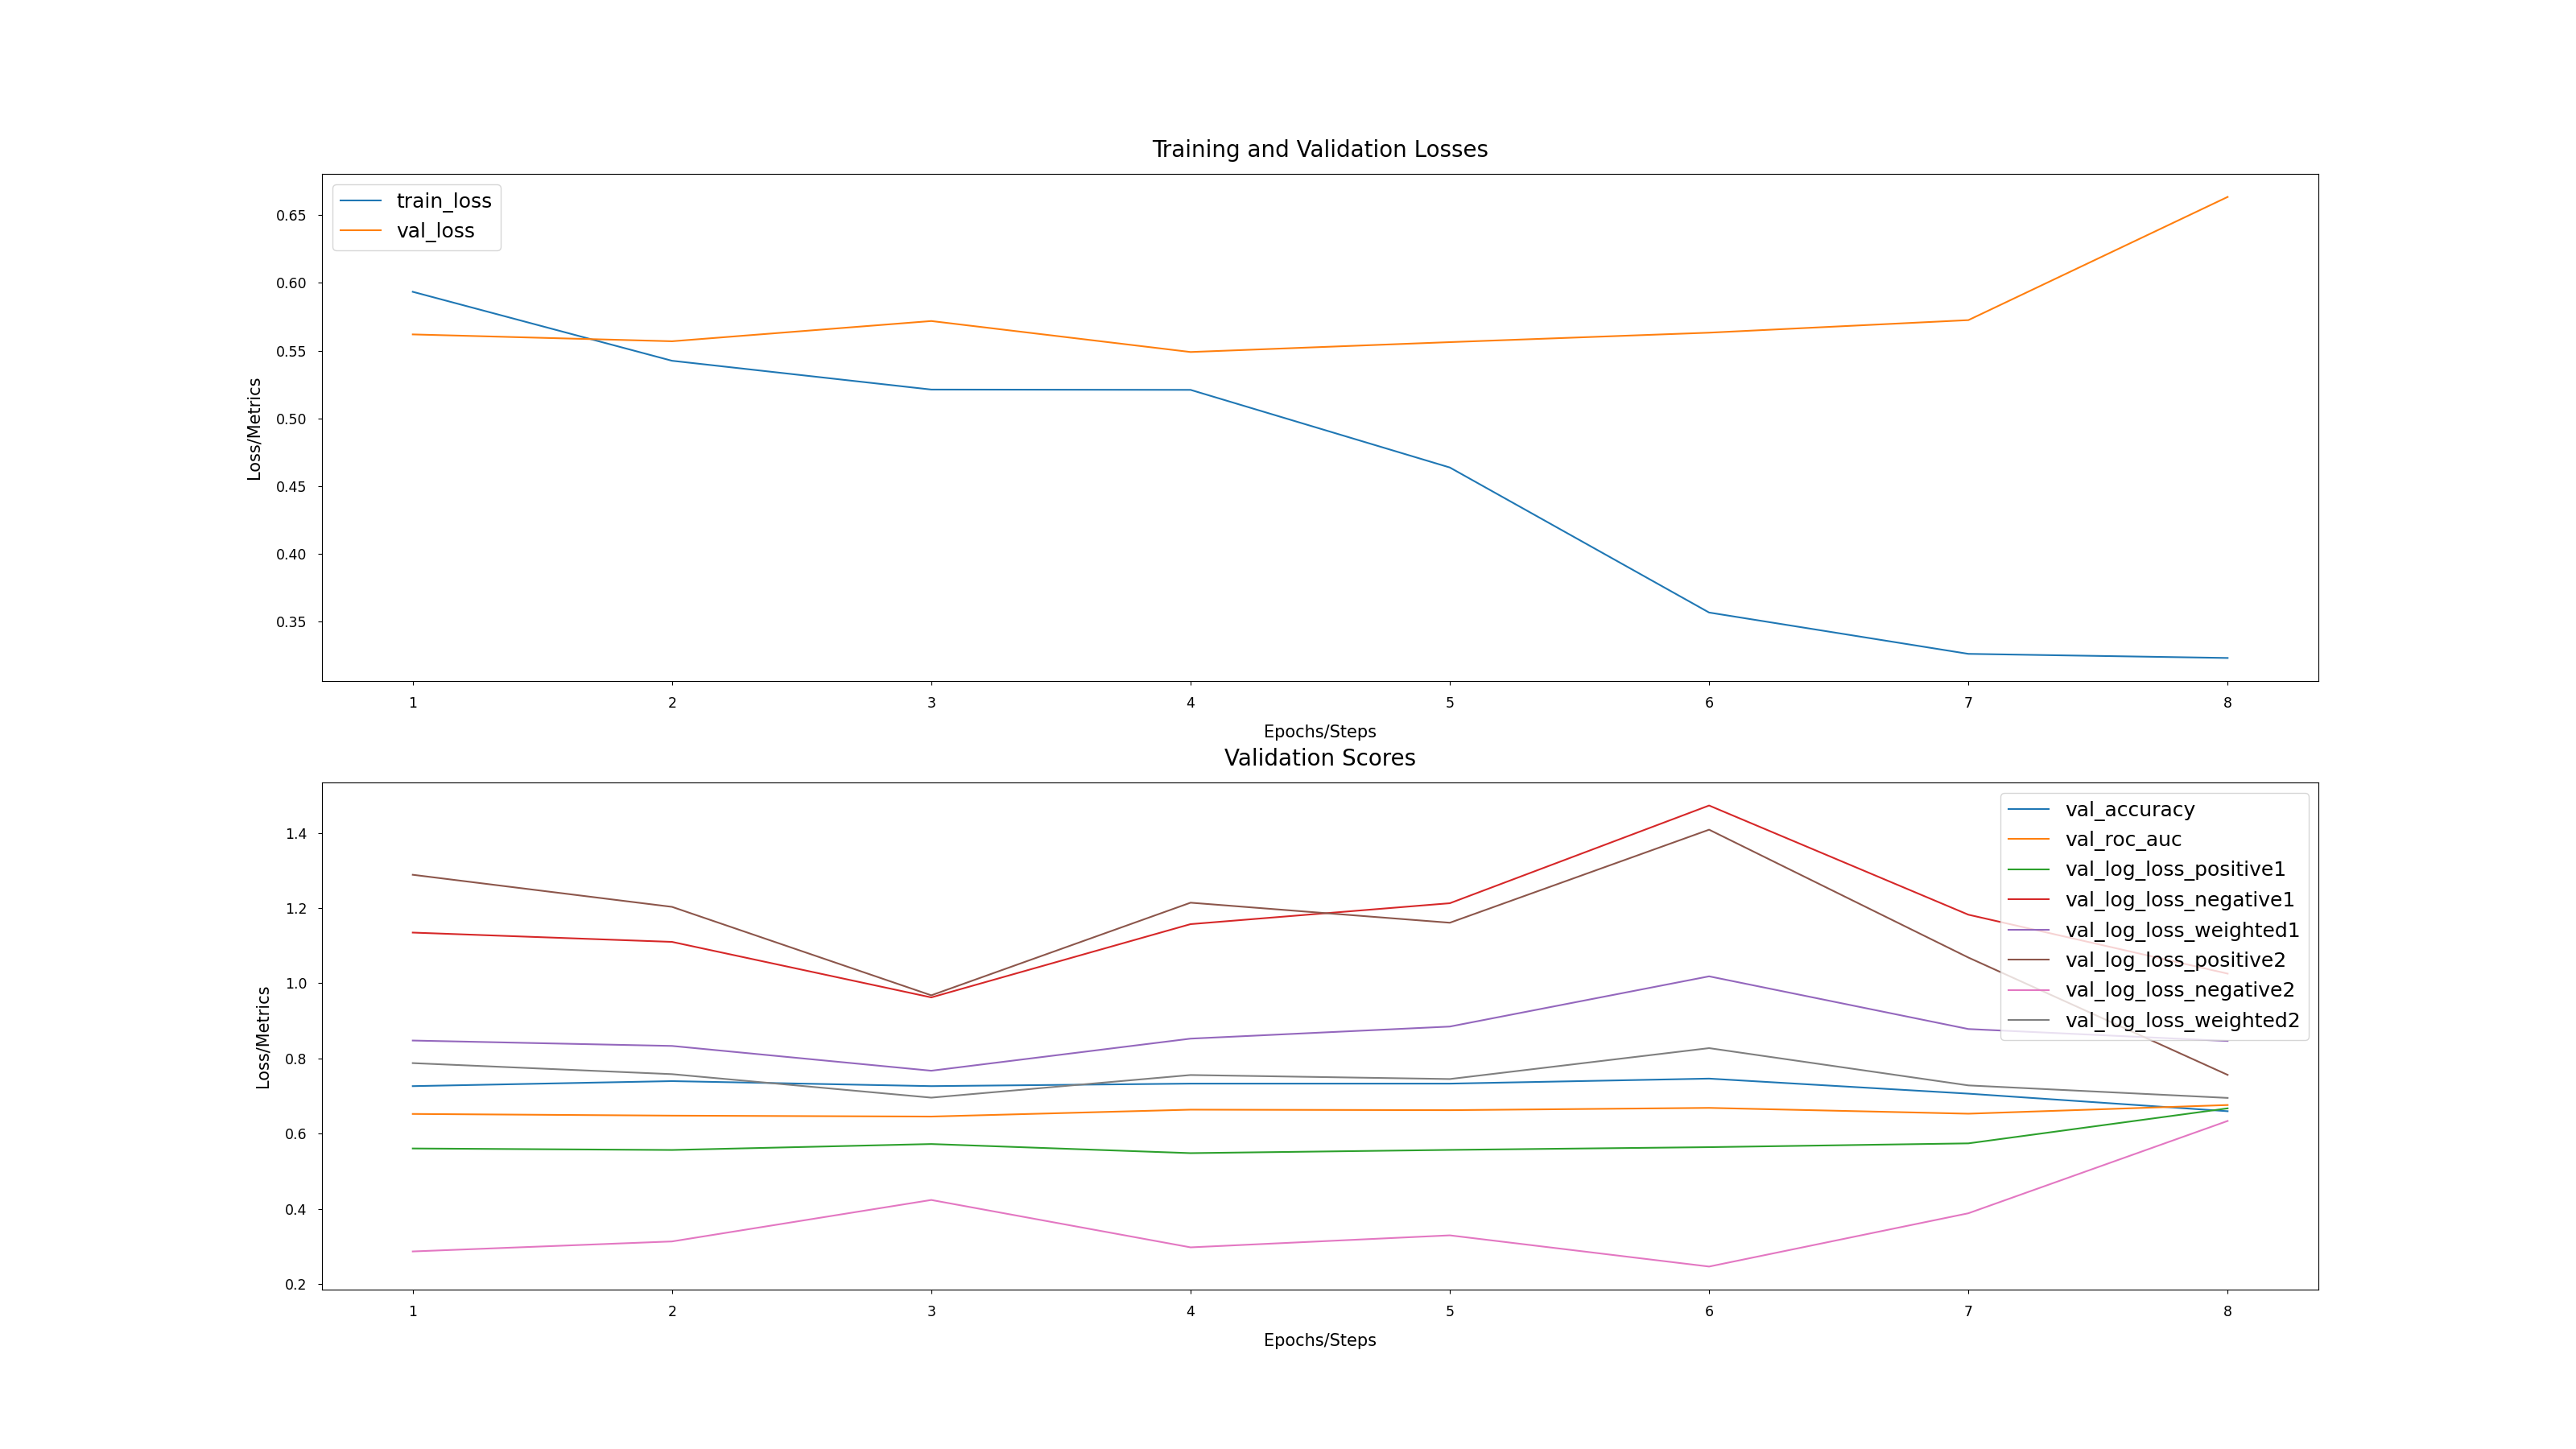 Training and Validation Losses
train_loss
val_loss
0.65
0.60
0.55
0.50
0.45
0.40
0.35
Loss/Metrics
1 2 3 4 5 6 7 8
Epochs/Steps
Validation Scores
val_accuracy
val_roc_auc
val_log_loss_positive1
val_log_loss_negative1
val_log_loss_weighted1
val_log_loss_positive2
val_log_loss_negative2
val_log_loss_weighted2
1.4
1.2
1.0
0.8
0.6
0.4
0.2
Loss/Metrics
1 2 3 4 5 6 7 8
Epochs/Steps